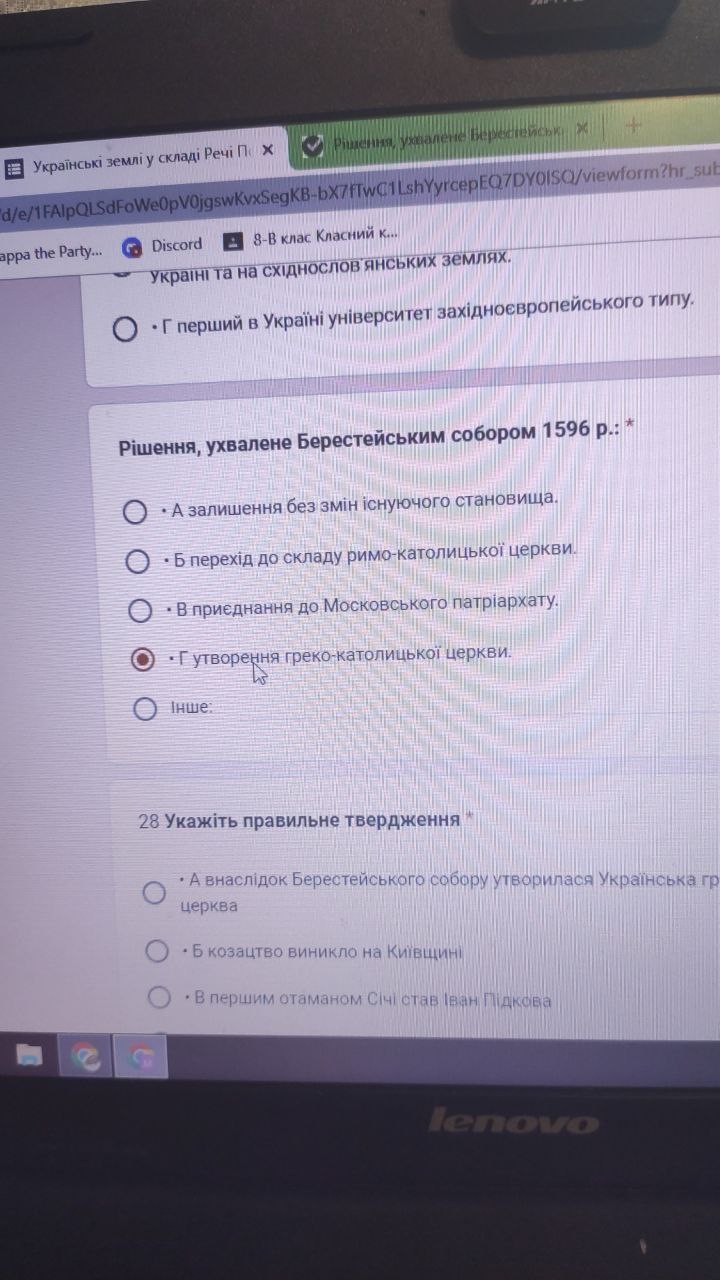 Українські землі у складі Речі П
Рішення, ухвалене Берестейськ
d/e/1FAIpQLSdFoWe0pV0jgswKvxSegKB-bX7fTwC1LshYyrcepEQ7DY0ISQ/viewform?hr_sub
appa the Party...
Discord
8-В клас Класний к...
Україні та на східнослов'янських землях.
• Г перший в Україні університет західноєвропейського типу.
Рішення, ухвалене Берестейським собором 1596 р.: *
• А залишення без змін існуючого становища.
• Б перехід до складу римо-католицької церкви.
• В приєднання до Московського патріархату.
• Г утворення греко-католицької церкви.
Інше:
28 Укажіть правильне твердження *
• А внаслідок Берестейського собору утворилася Українська гр
церква
• Б козацтво виникло на Київщині
• В першим отаманом Січі став Іван Підкова
lenovo